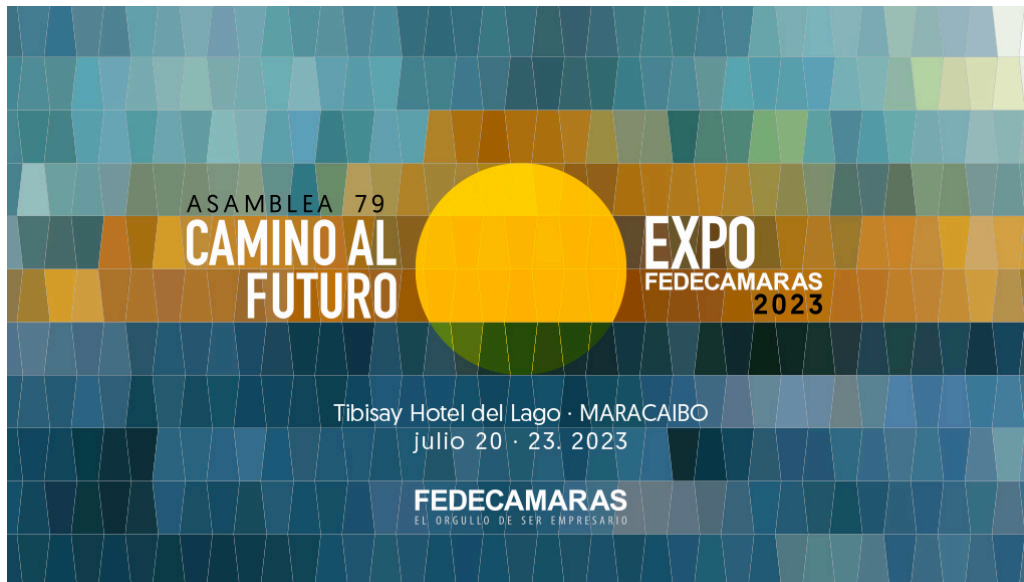 ASAMBLEA 79
CAMINO AL
FUTURO
EXPO
FEDECAMARAS
2023
Tibisay Hotel del Lago · MARACAIBO
julio 20 · 23. 2023
FEDECAMARAS
EL ORGULLO DE SER EMPRESARIO